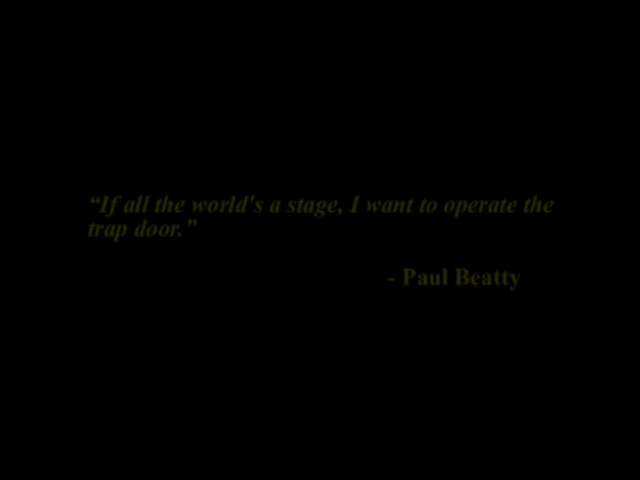 “If all the world's a stage, I want to operate the
trap door.”
- Paul Beatty